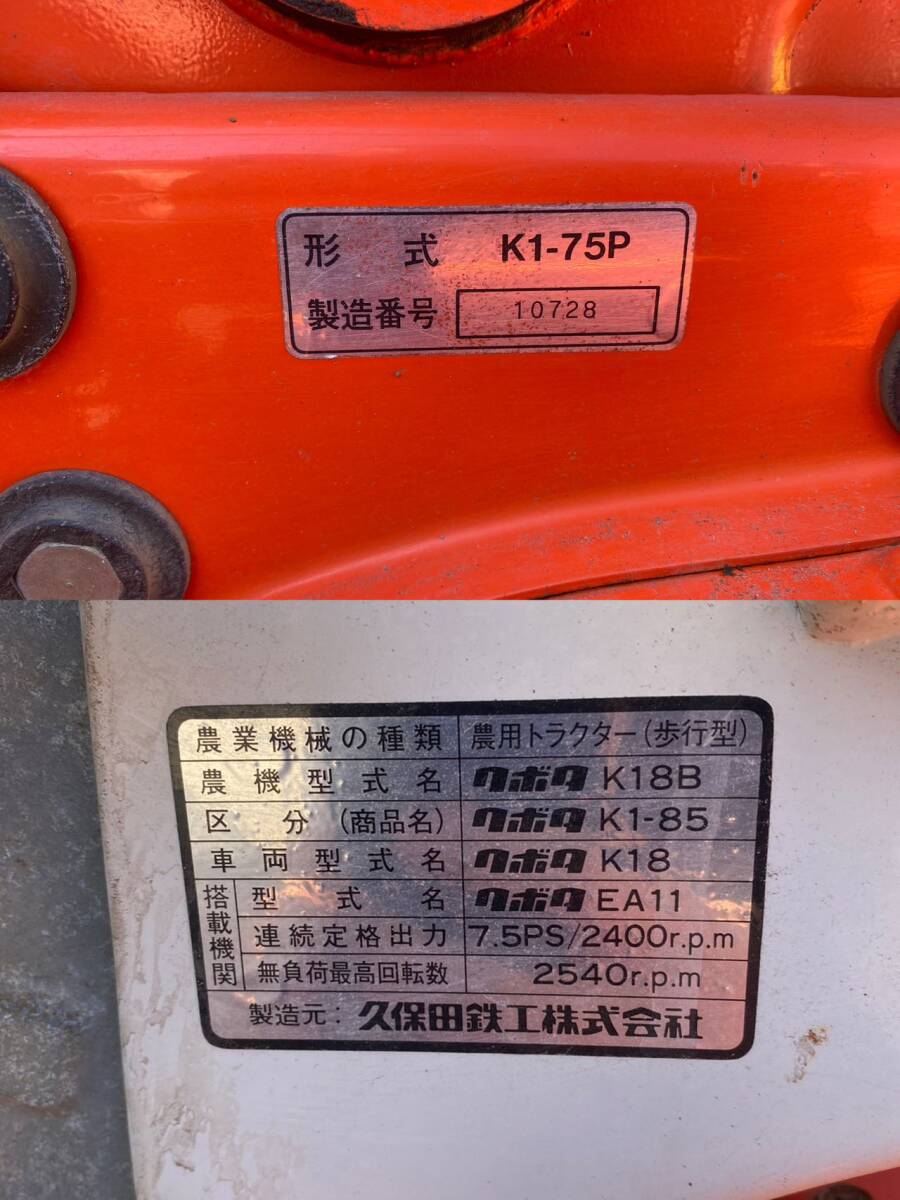 形式 K1-75P
製造番号 10728
農業機械の種類 農用トラクター(歩行型)
農機型式名 クボタ K18B
区分(商品名) クボタ K1-85
車両型式名 クボタ K18
搭載機関 型式名 クボタ EA11
連続定格出力 7.5PS/2400r.p.m
無負荷最高回転数 2540r.p.m
製造元: 久保田鉄工株式会社